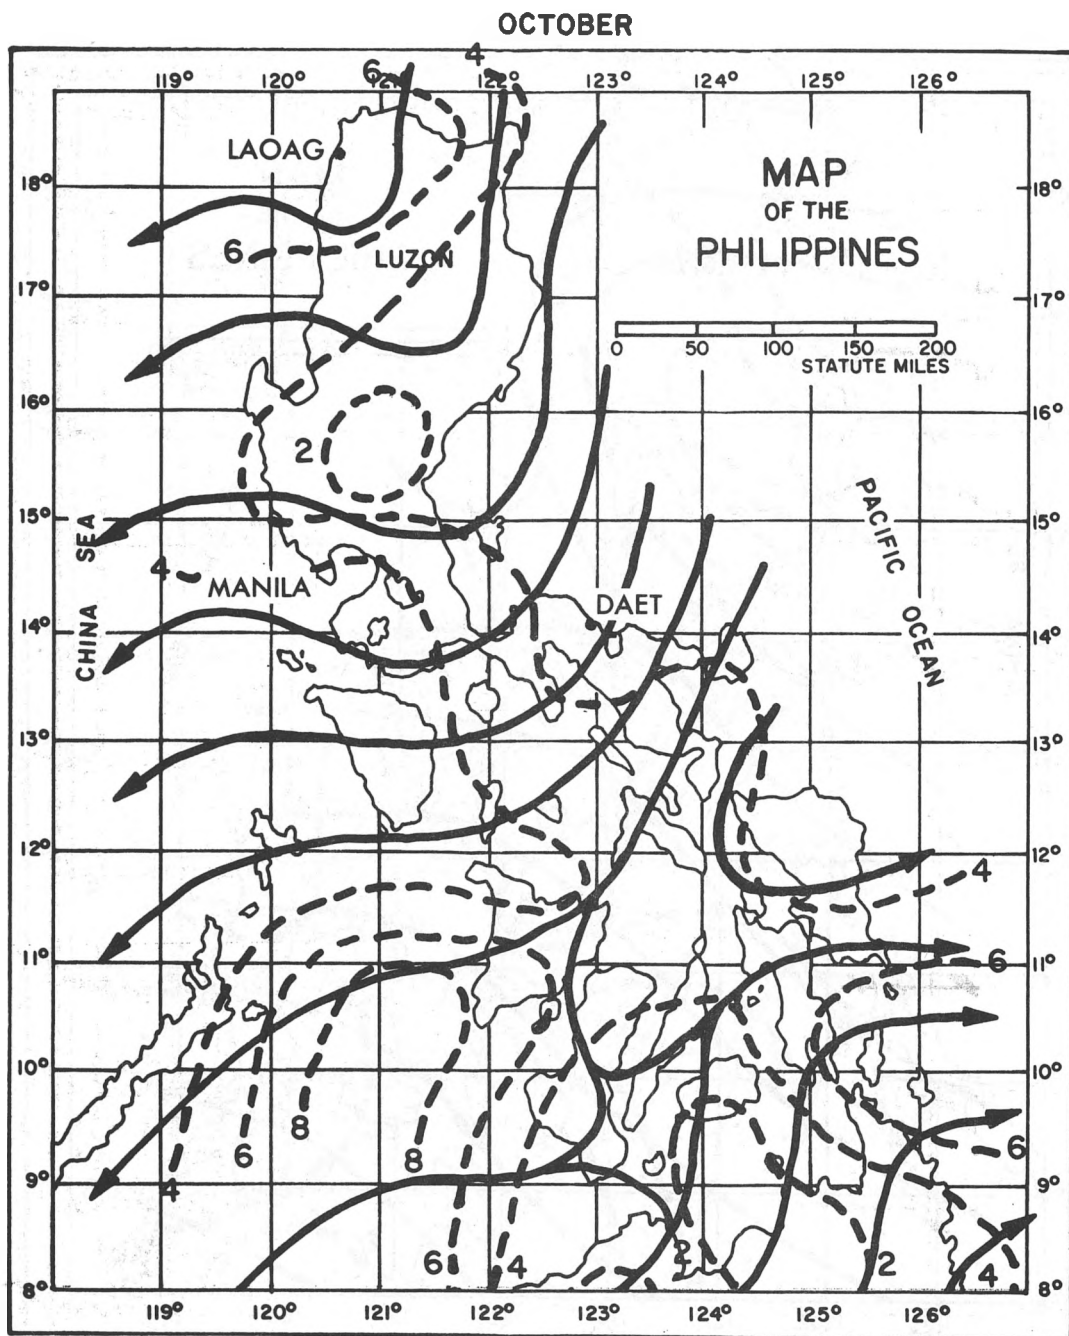 OCTOBER
6
4
119° 120° 121° 122° 123° 124° 125° 126°
LAOAG
MAP
OF THE
PHILIPPINES
18° 18°
6
LUZON
17° 17°
0 50 100 150 200
STATUTE MILES
16° 16°
2
PACIFIC
OCEAN
15° 15°
CHINA SEA
4
MANILA
DAET
14° 14°
13° 13°
12° 12°
4
11° 11°
6
10° 10°
8
8
6
6
4
9° 9°
6
4
2
2
4
8° 8°
119° 120° 121° 122° 123° 124° 125° 126°